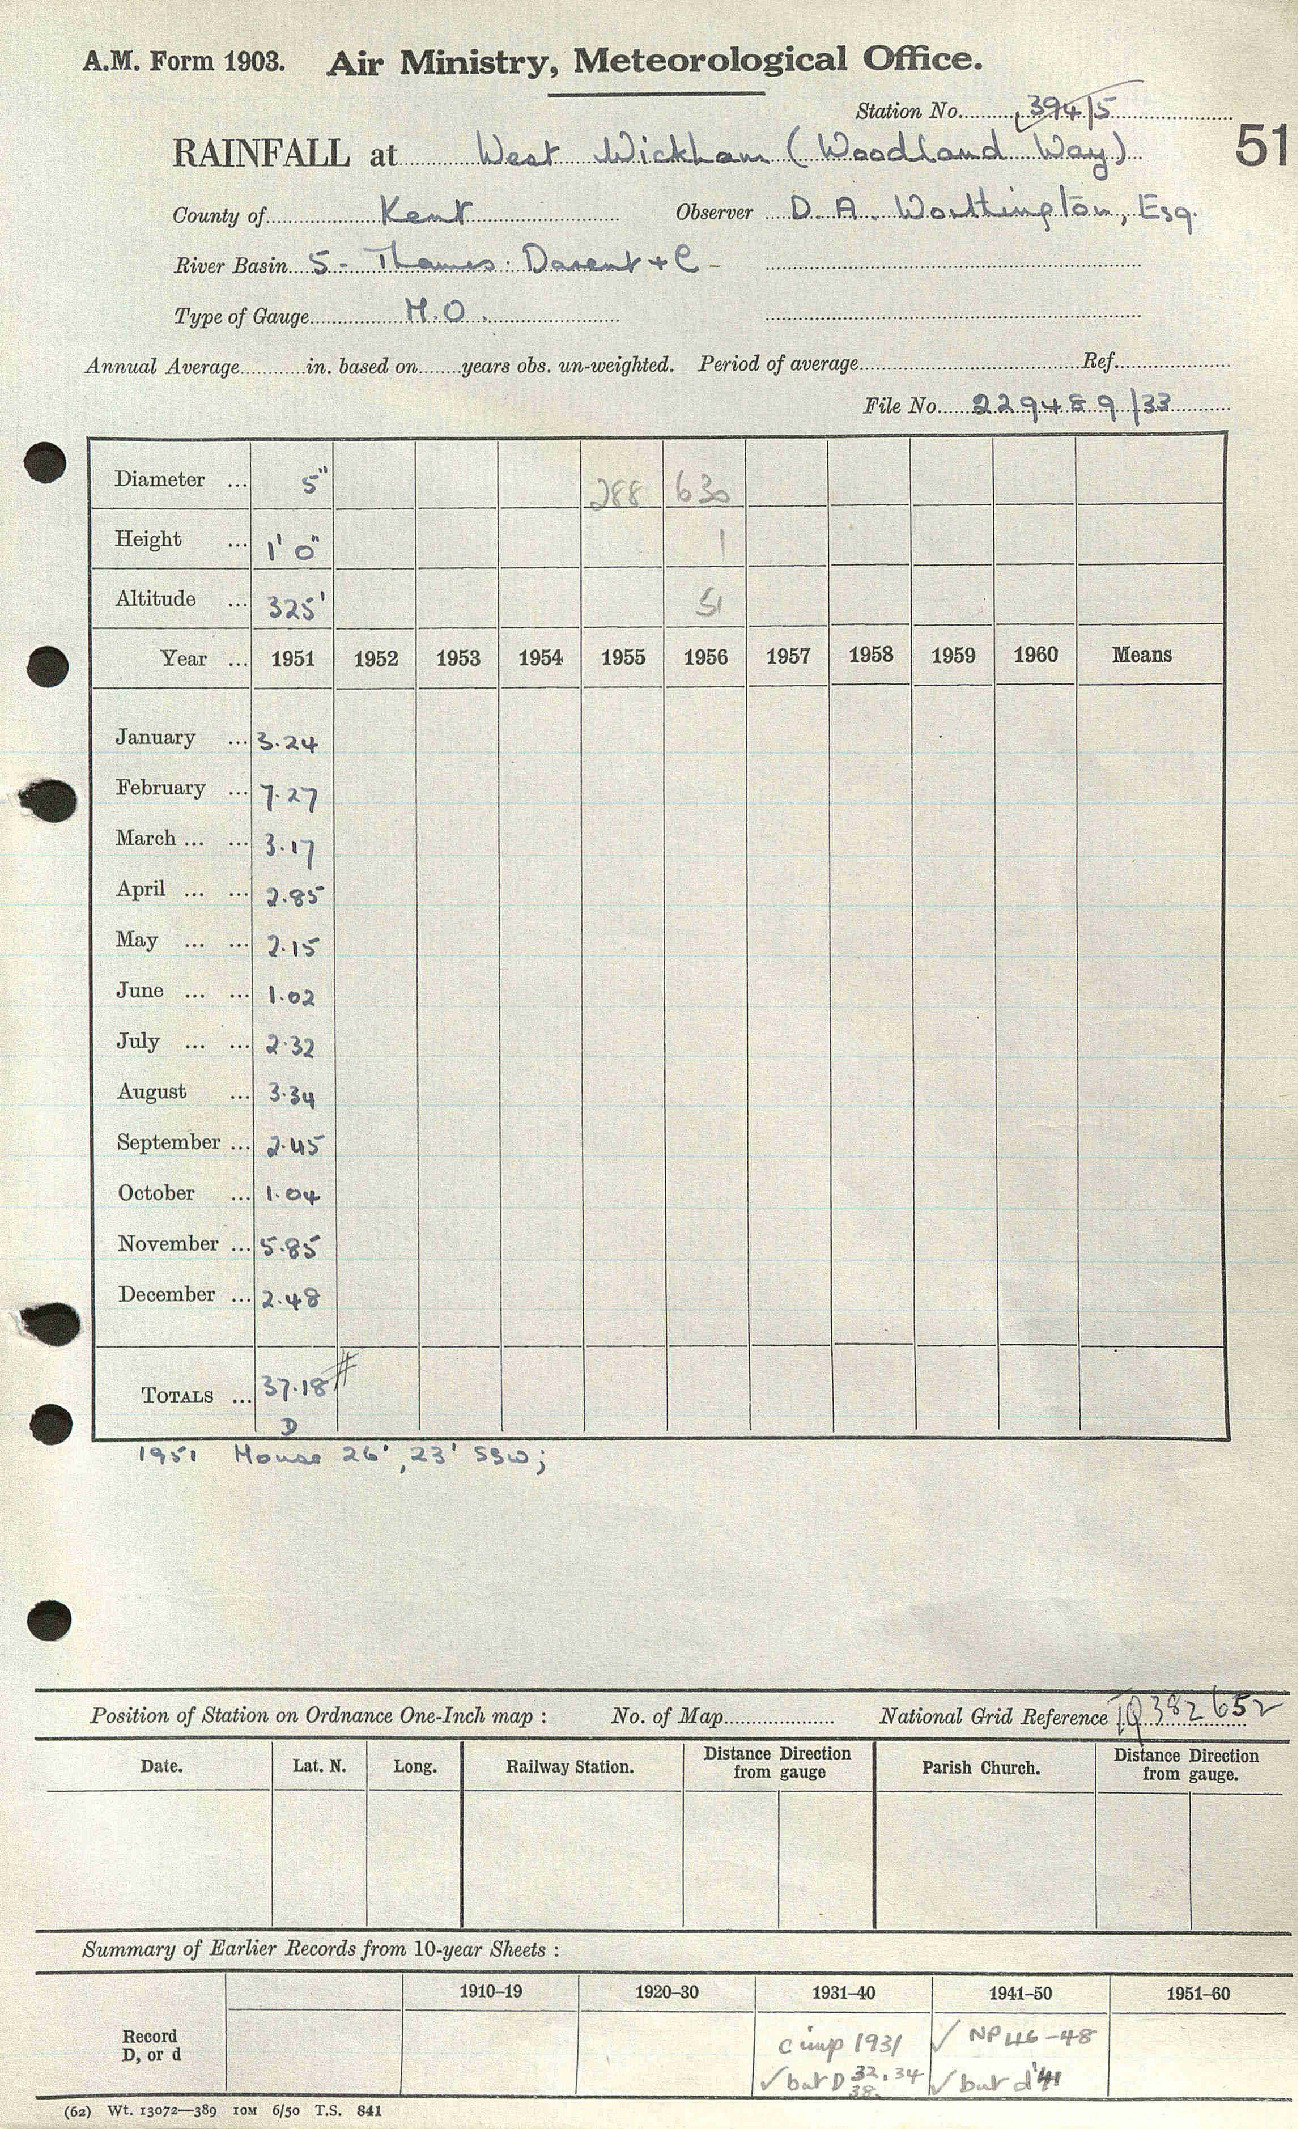 A.M. Form 1903. Air Ministry, Meteorological Office.
Station No. 394/5
RAINFALL at West Wickham (Woodland Way)
51
County of Kent Observer D. A. Worthington, Esq.
River Basin 5 - Thames. Darent + C -
Type of Gauge M.O.
Annual Average in. based on years obs. un-weighted. Period of average Ref.
File No. 229489/33
Diameter ... 5" 288 630
Height ... 1' 0" 1
Altitude ... 325' 51
Year ... 1951 1952 1953 1954 1955 1956 1957 1958 1959 1960 Means
January ... 3.24
February ... 7.27
March ... ... 3.17
April ... ... 2.85
May ... ... 2.15
June ... ... 1.02
July ... ... 2.32
August ... 3.34
September ... 2.45
October ... 1.04
November ... 5.85
December ... 2.48
TOTALS ... 37.18 #
D
1951 House 26', 23' SSW;
Position of Station on Ordnance One-Inch map : No. of Map National Grid Reference TQ 382 652
Date. Lat. N. Long. Railway Station. Distance Direction from gauge Parish Church. Distance Direction from gauge.
Summary of Earlier Records from 10-year Sheets :
1910–19 1920–30 1931–40 1941–50 1951–60
Record c imp 1931 ✓ NP 46-48
D, or d ✓ but D 32, 34 38. ✓ but d '41
(62) Wt. 13072—389 10M 6/50 T.S. 841